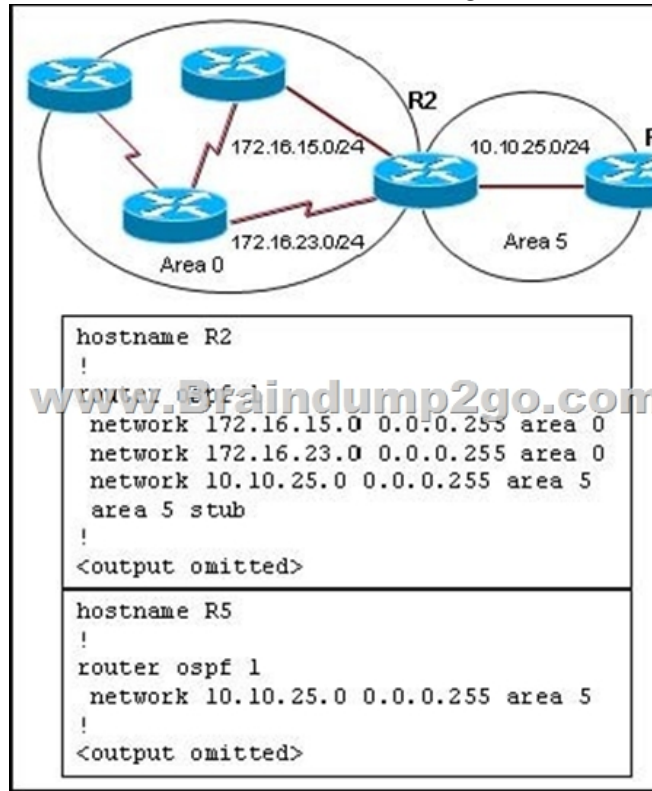 R2
172.16.15.0/24
10.10.25.0/24
172.16.23.0/24
Area 0
Area 5
hostname R2
!
router ospf 1
network 172.16.15.0 0.0.0.255 area 0
network 172.16.23.0 0.0.0.255 area 0
network 10.10.25.0 0.0.0.255 area 5
area 5 stub
!
<output omitted>
www.Braindump2go.com
hostname R5
!
router ospf 1
network 10.10.25.0 0.0.0.255 area 5
!
<output omitted>